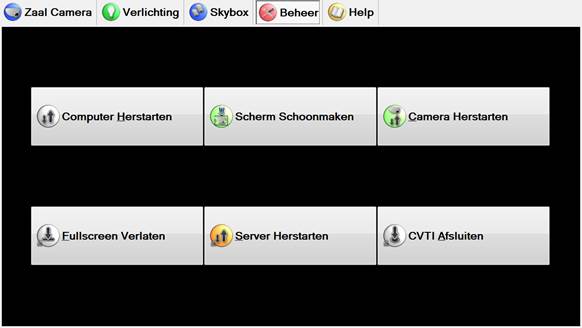 Zaal Camera Verlichting Skybox Beheer Help
Computer Herstarten Scherm Schoonmaken Camera Herstarten
Fullscreen Verlaten Server Herstarten CVTI Afsluiten